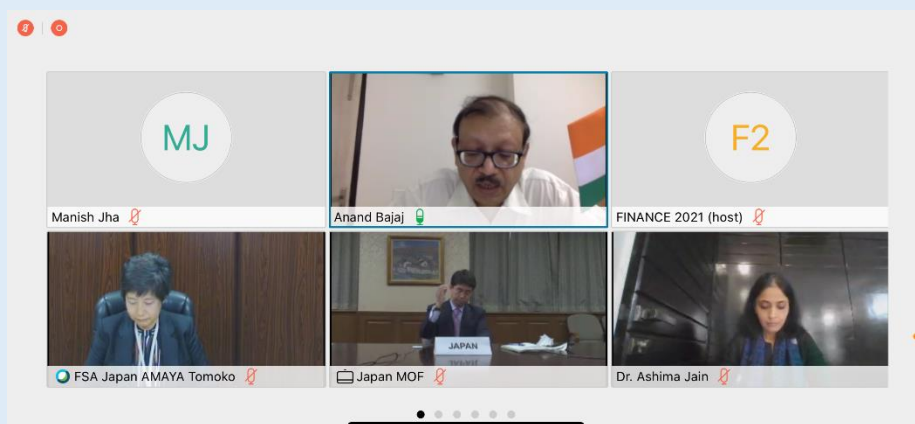 MJ
F2
Manish Jha
Anand Bajaj
FINANCE 2021 (host)
JAPAN
FSA Japan AMAYA Tomoko
Japan MOF
Dr. Ashima Jain